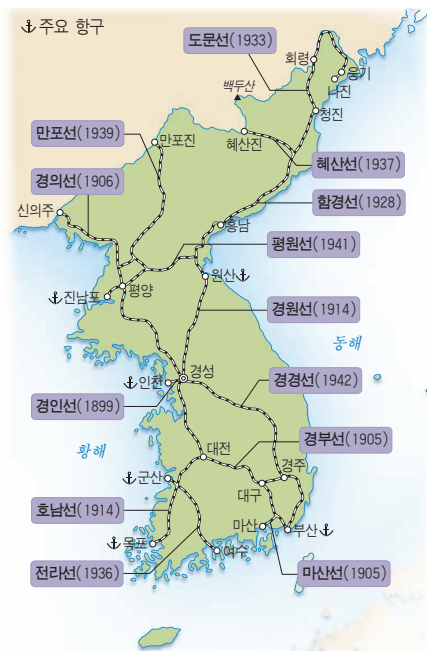 주요 항구
도문선(1933)
회령
웅기
나진
백두산
청진
만포선(1939)
만포진
혜산진
혜산선(1937)
경의선(1906)
함경선(1928)
신의주
흥남
평원선(1941)
원산
진남포
평양
경원선(1914)
동해
경성
인천
경경선(1942)
경인선(1899)
황해
대전
경부선(1905)
군산
경주
대구
호남선(1914)
마산
부산
목포
여수
전라선(1936)
마산선(1905)